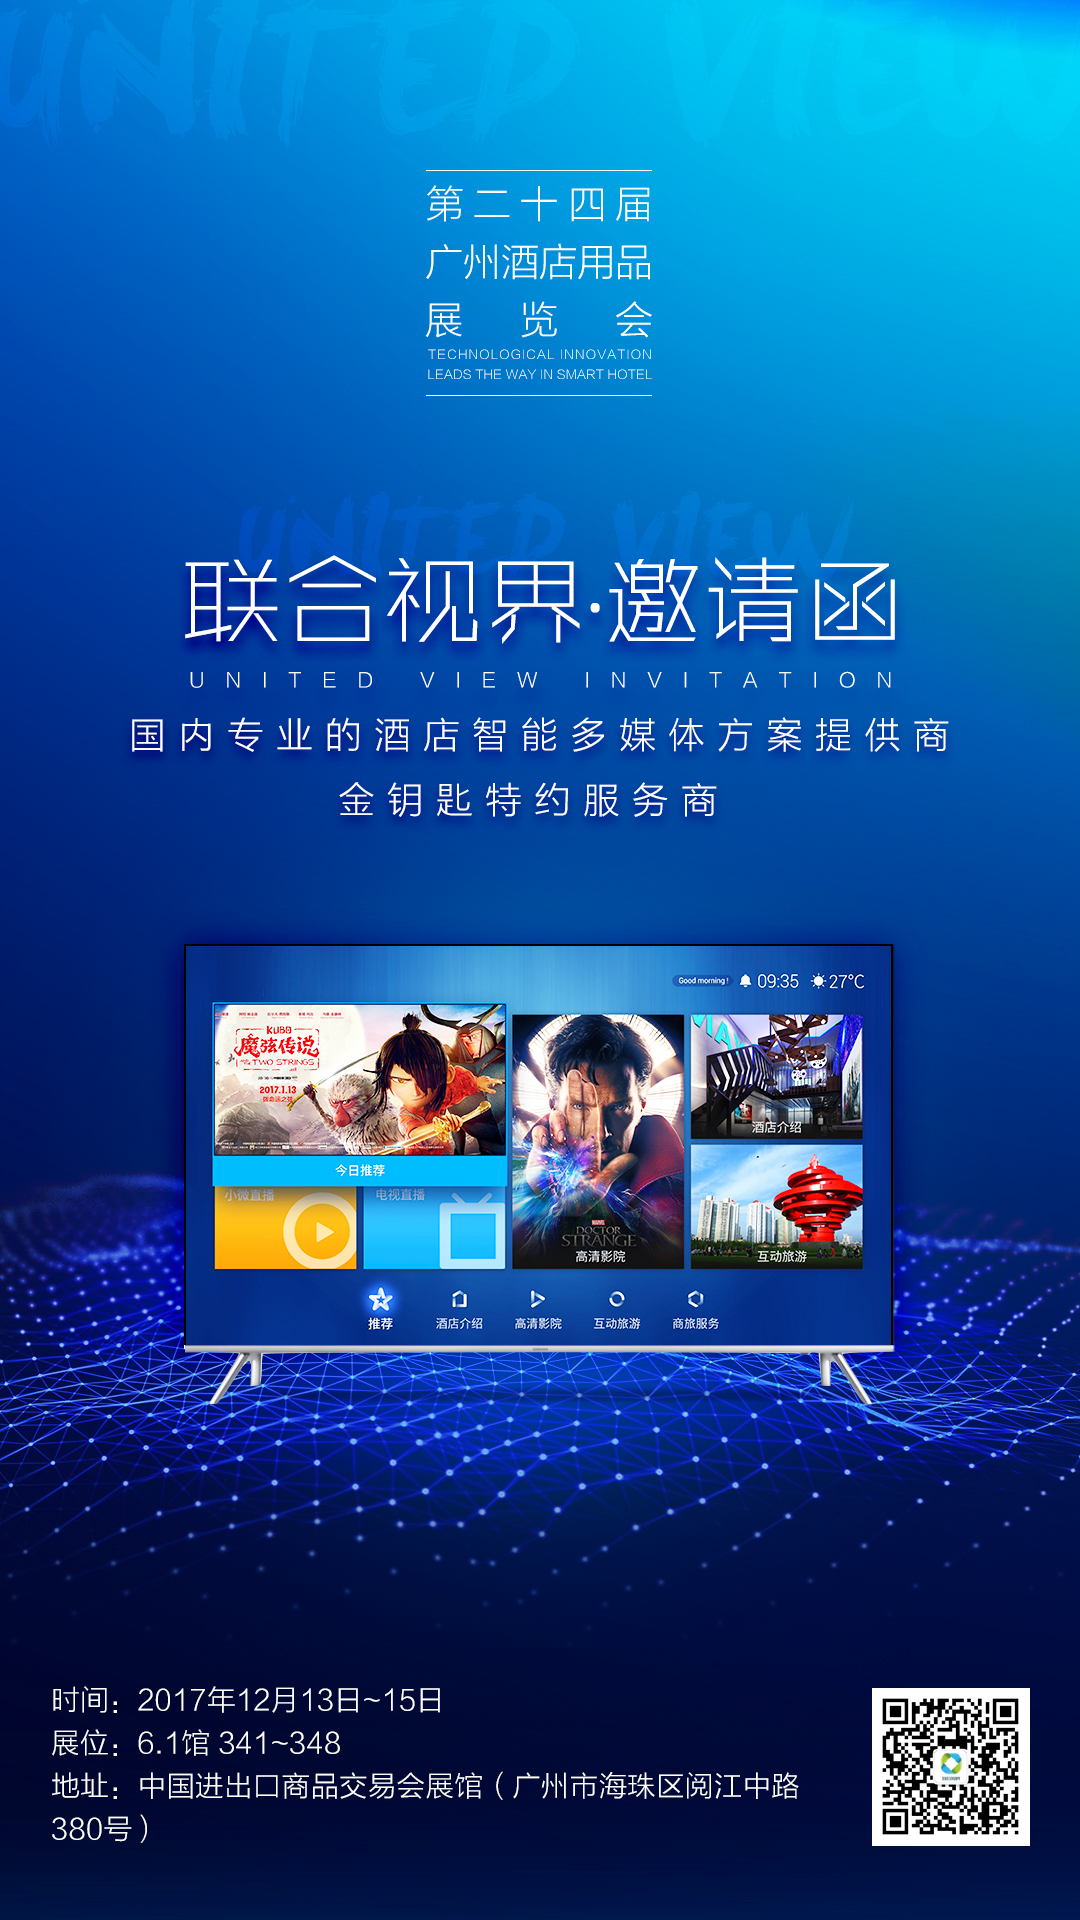 UNITED VIEW
第二十四届
广州酒店用品
展览会
TECHNOLOGICAL INNOVATION
LEADS THE WAY IN SMART HOTEL
UNITED VIEW
联合视界·邀请函
UNITED VIEW INVITATION
国内专业的酒店智能多媒体方案提供商
金钥匙特约服务商
Good morning! 09:35 27°C
KUBO
魔弦传说
TWO STRINGS
2017.1.13
今日推荐
小微直播
电视直播
MARVEL
DOCTOR
STRANGE
高清影院
酒店介绍
互动旅游
推荐 酒店介绍 高清影院 互动旅游 商旅服务
时间：2017年12月13日~15日
展位：6.1馆 341~348
地址：中国进出口商品交易会展馆（广州市海珠区阅江中路
380号）